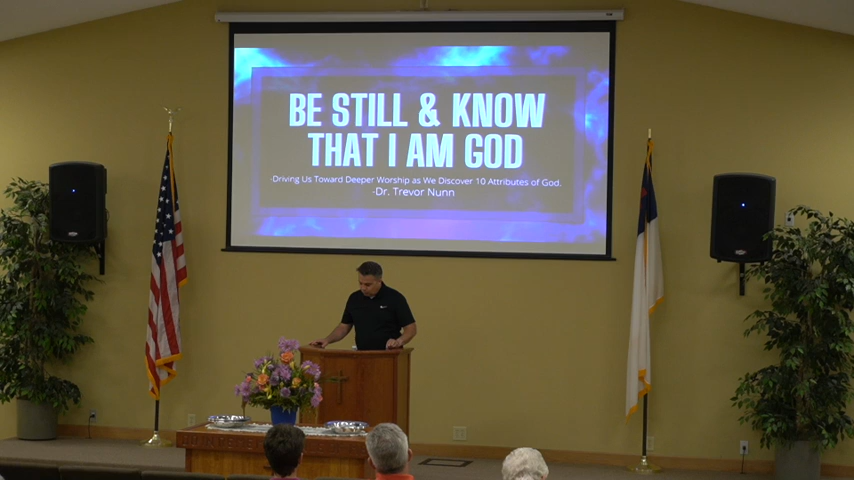 BE STILL & KNOW
THAT I AM GOD
-Driving Us Toward Deeper Worship as We Discover 10 Attributes of God.
-Dr. Trevor Nunn